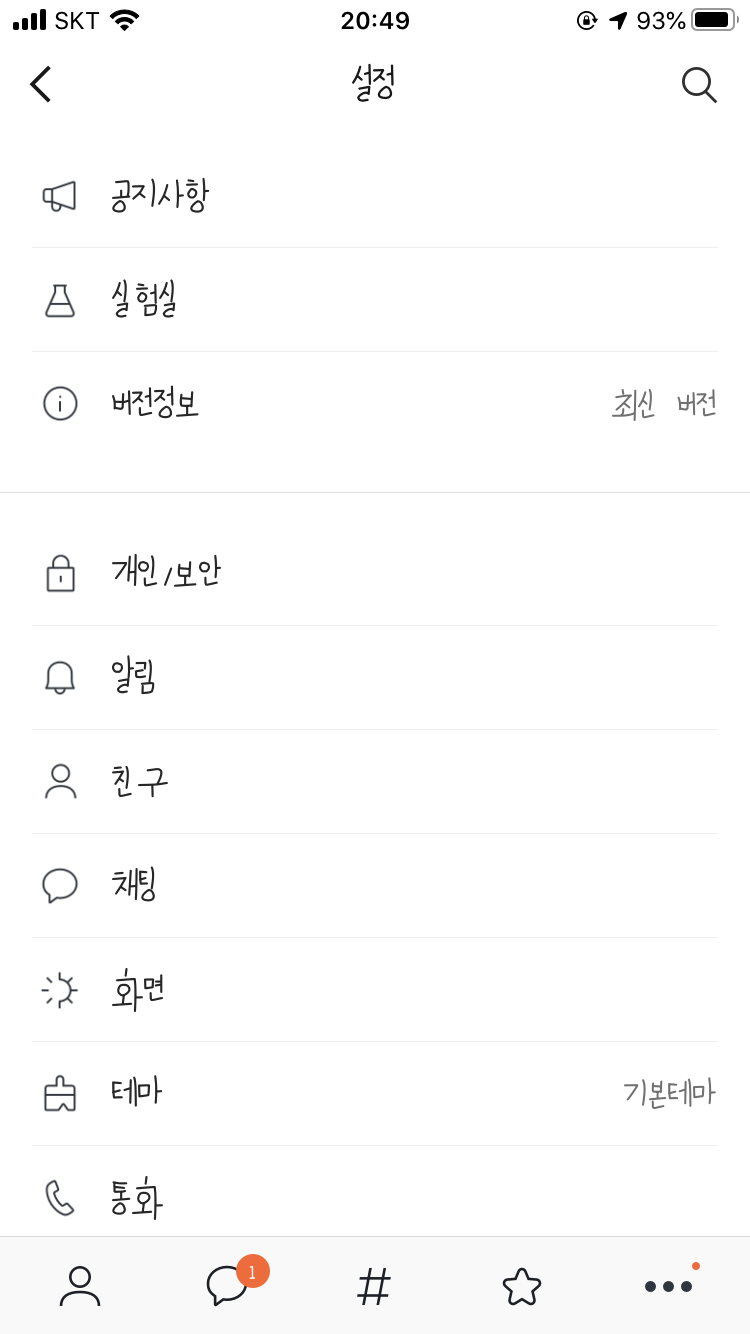 SKT 20:49 93%
설정
공지사항
실험실
버전정보 최신 버전
개인/보안
알림
친구
채팅
화면
테마 기본테마
통화
1
#